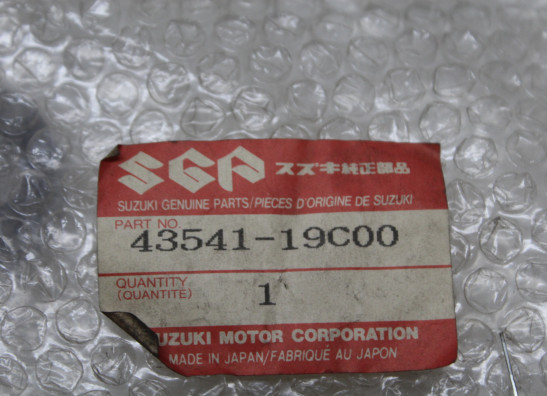 SGP スズキ純正部品
SUZUKI GENUINE PARTS/PIECES D'ORIGINE DE SUZUKI
PART NO.
43541-19C00
QUANTITY
(QUANTITÉ) 1
UZUKI MOTOR CORPORATION
MADE IN JAPAN/FABRIQUÉ AU JAPON